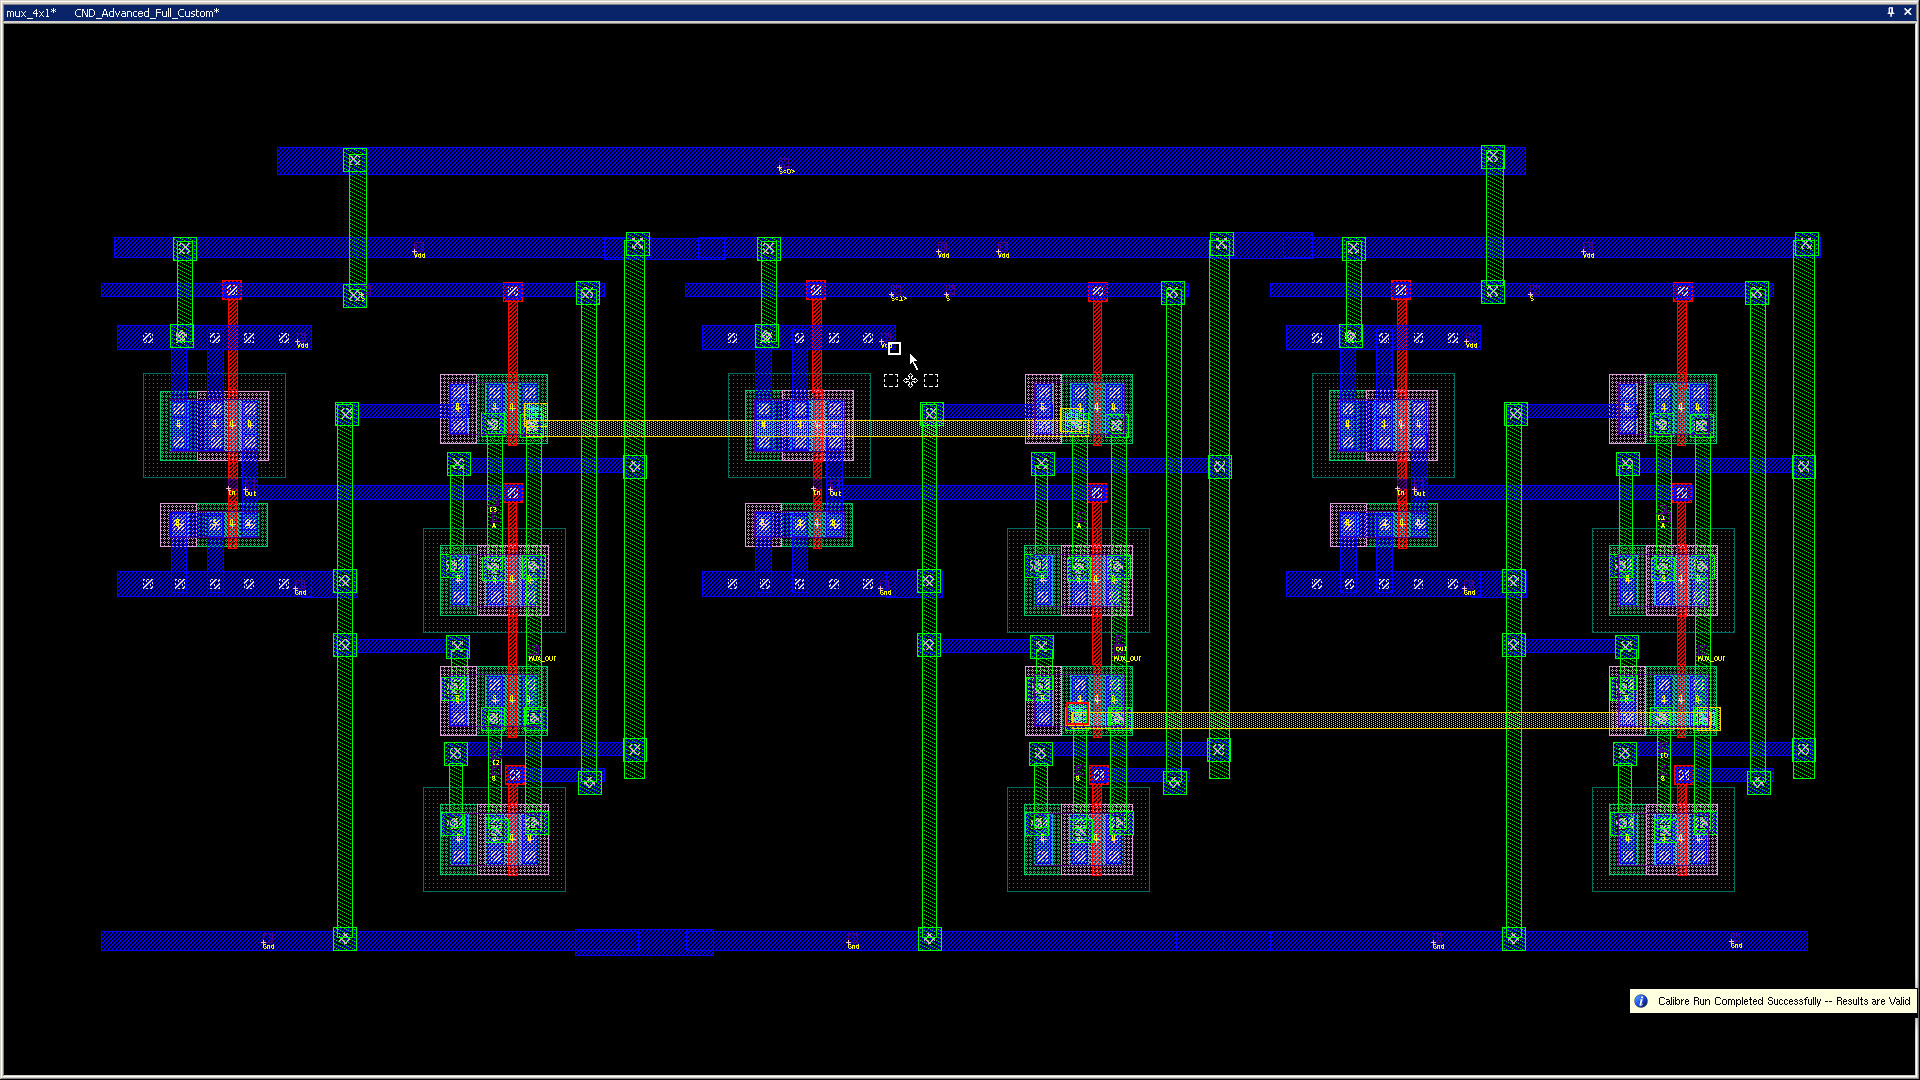 mux_4x1* CND_Advanced_Full_Custom*
S<0>
Vdd Vdd Vdd Vdd
S<1> S S
Vdd Vdd Vdd
In Out In Out In Out
A A A
Gnd Gnd Gnd
Out
MUX_OUT MUX_OUT MUX_OUT
B B B
Gnd Gnd Gnd Gnd
Calibre Run Completed Successfully -- Results are Valid